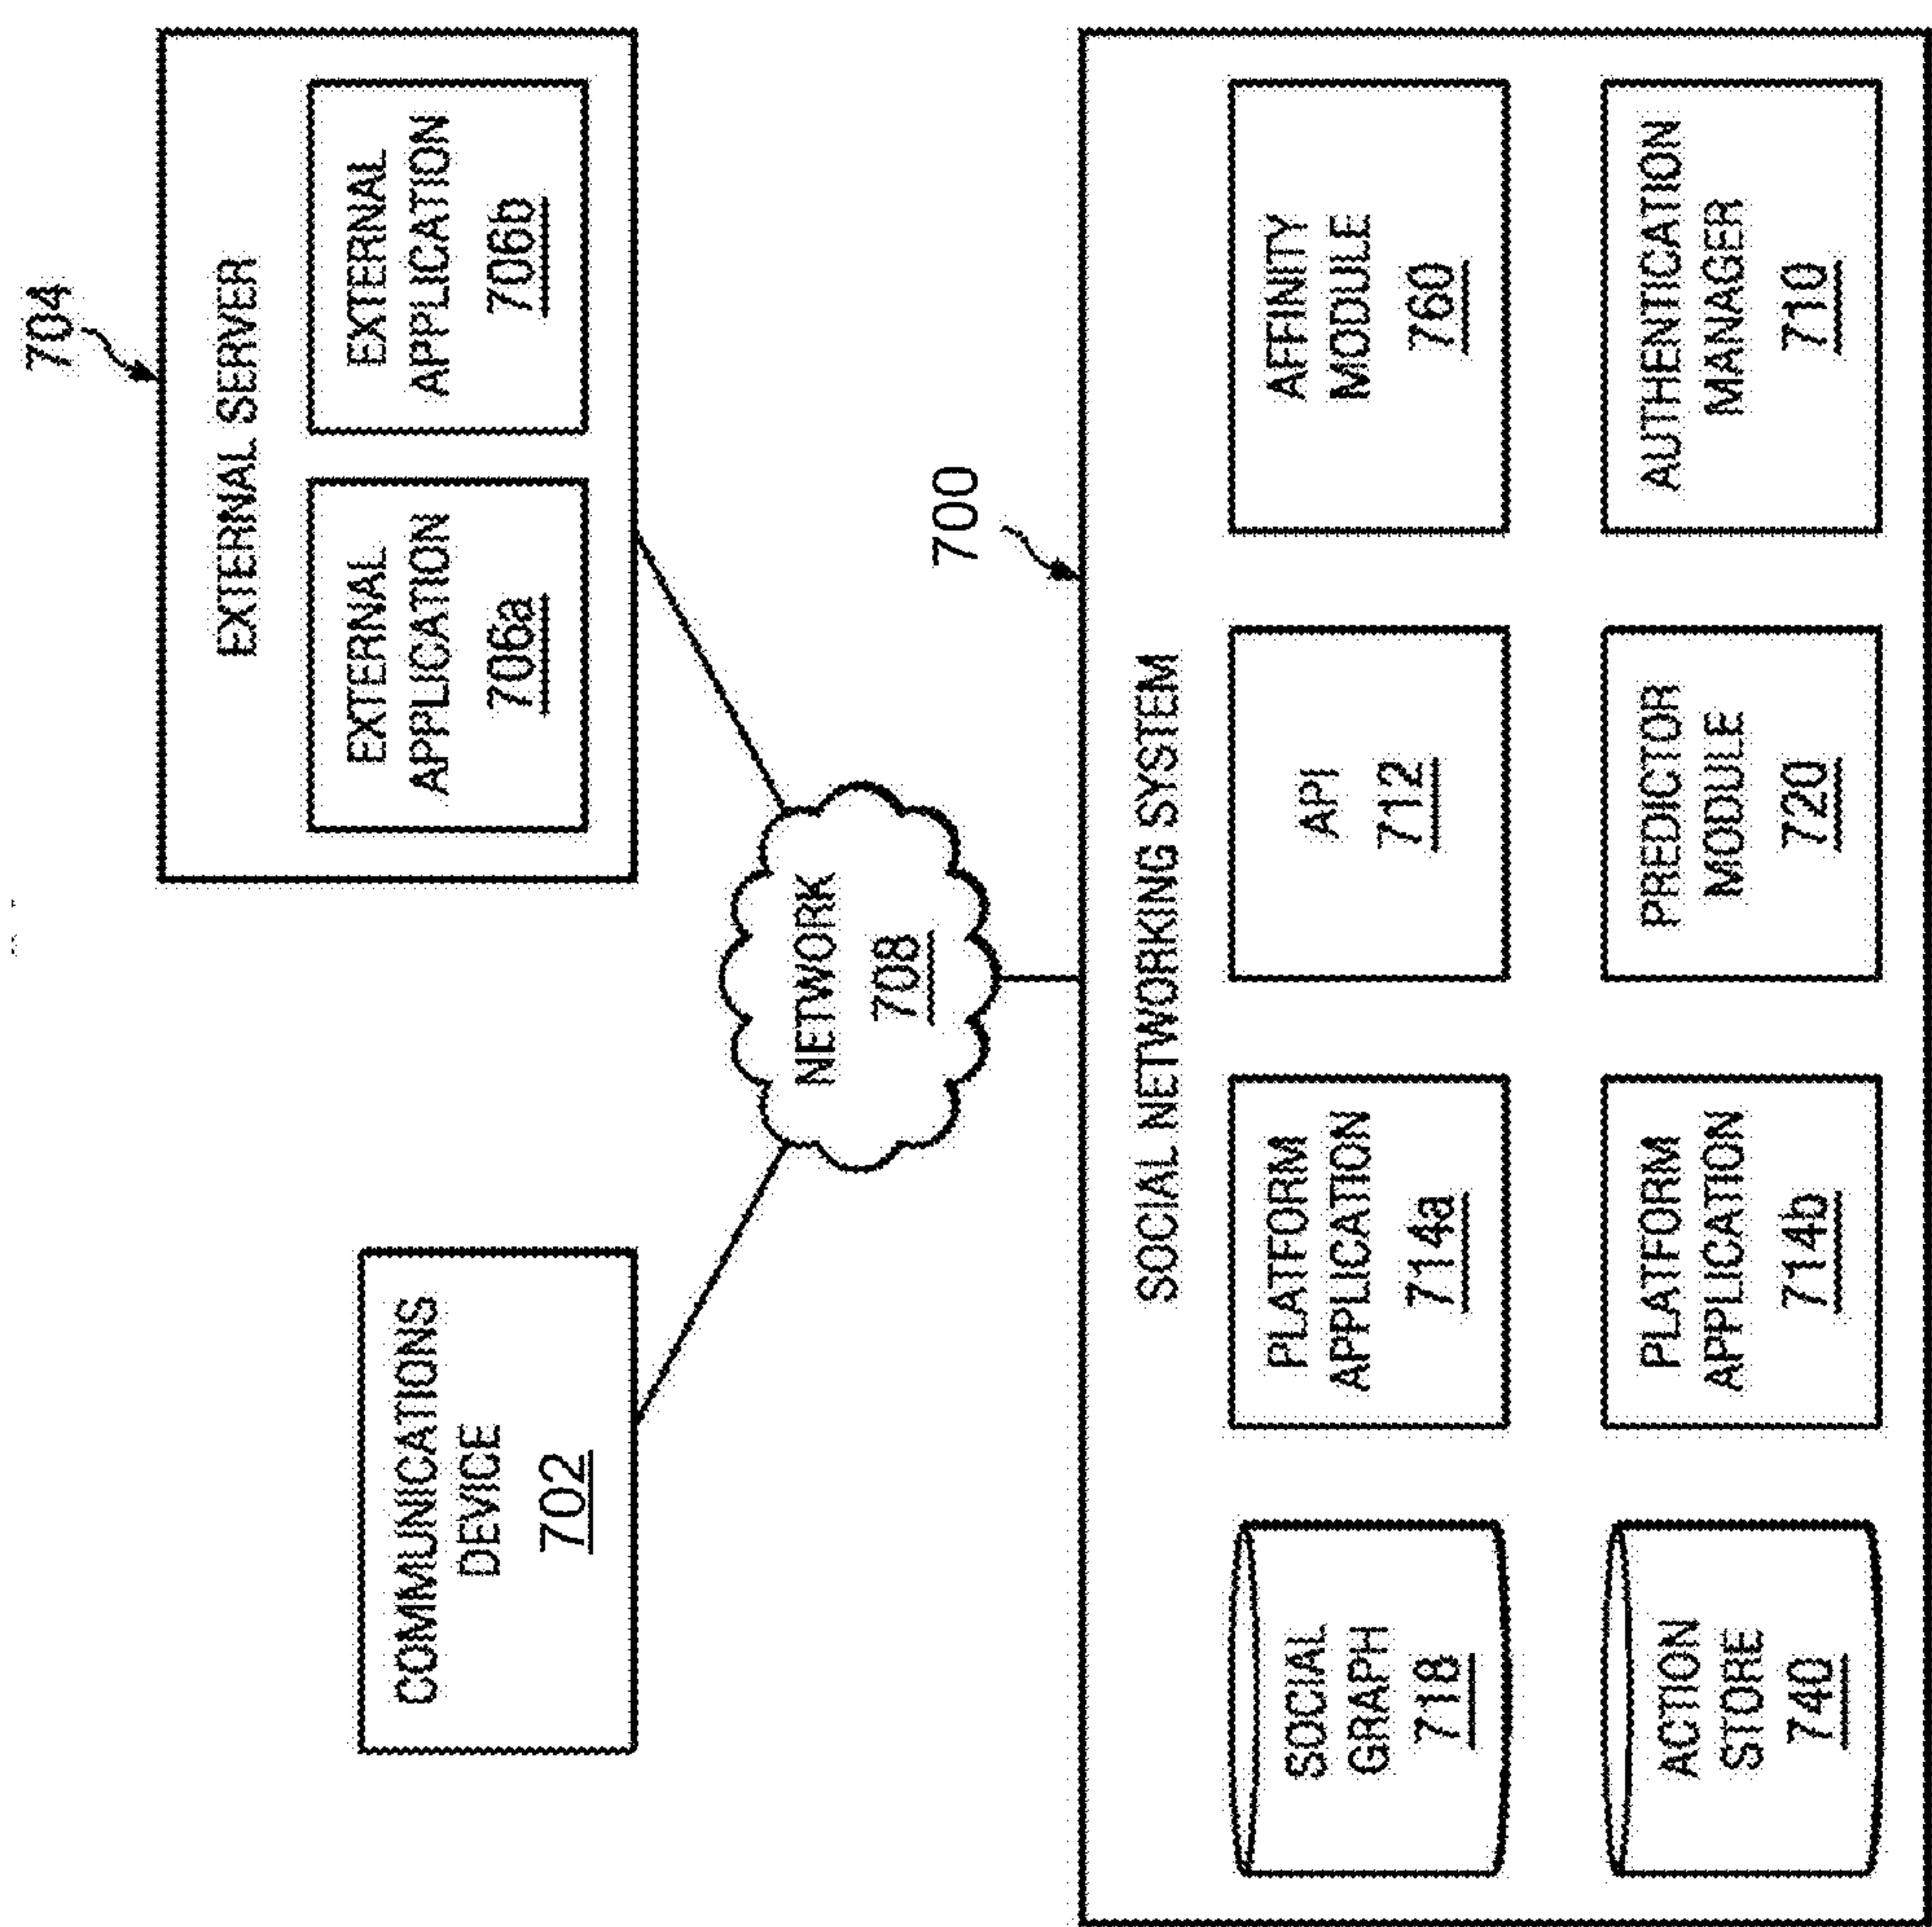 704
EXTERNAL SERVER
EXTERNAL
APPLICATION
706a
EXTERNAL
APPLICATION
706b
COMMUNICATIONS
DEVICE
702
NETWORK
708
700
SOCIAL NETWORKING SYSTEM
SOCIAL
GRAPH
718
PLATFORM
APPLICATION
714a
API
712
AFFINITY
MODULE
760
ACTION
STORE
740
PLATFORM
APPLICATION
714b
PREDICTOR
MODULE
720
AUTHENTICATION
MANAGER
710